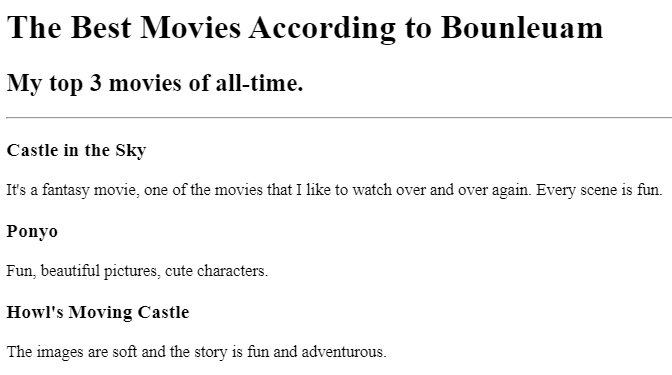 The Best Movies According to Bounleuam
My top 3 movies of all-time.
Castle in the Sky
It's a fantasy movie, one of the movies that I like to watch over and over again. Every scene is fun.
Ponyo
Fun, beautiful pictures, cute characters.
Howl's Moving Castle
The images are soft and the story is fun and adventurous.